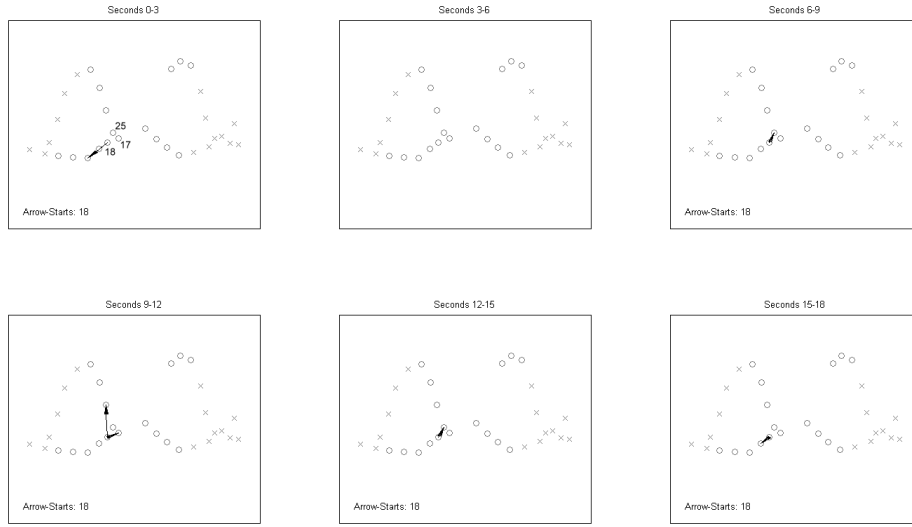 Seconds 0-3
Seconds 3-6
Seconds 6-9
25
17
18
Arrow-Starts: 18
Arrow-Starts: 18
Seconds 9-12
Seconds 12-15
Seconds 15-18
Arrow-Starts: 18
Arrow-Starts: 18
Arrow-Starts: 18